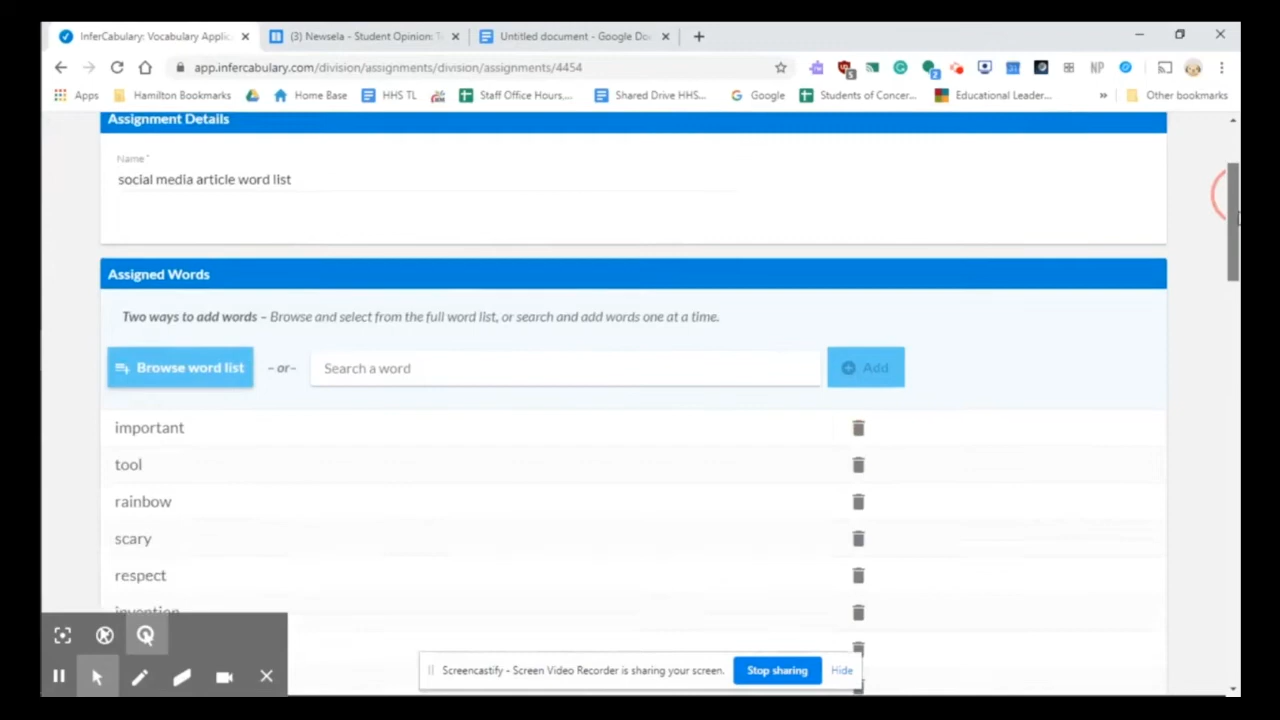 InferCabulary: Vocabulary Applic
(3) Newsela - Student Opinion: T
Untitled document - Google Doc
app.infercabulary.com/division/assignments/division/assignments/4454
Apps
Hamilton Bookmarks
Home Base
HHS TL
Staff Office Hours,...
Shared Drive HHS...
Google
Students of Concer...
Educational Leader...
»
Other bookmarks
Assignment Details
Name *
social media article word list
Assigned Words
Two ways to add words – Browse and select from the full word list, or search and add words one at a time.
Browse word list
– or–
Search a word
Add
important
tool
rainbow
scary
respect
invention
Screencastify - Screen Video Recorder is sharing your screen.
Stop sharing
Hide